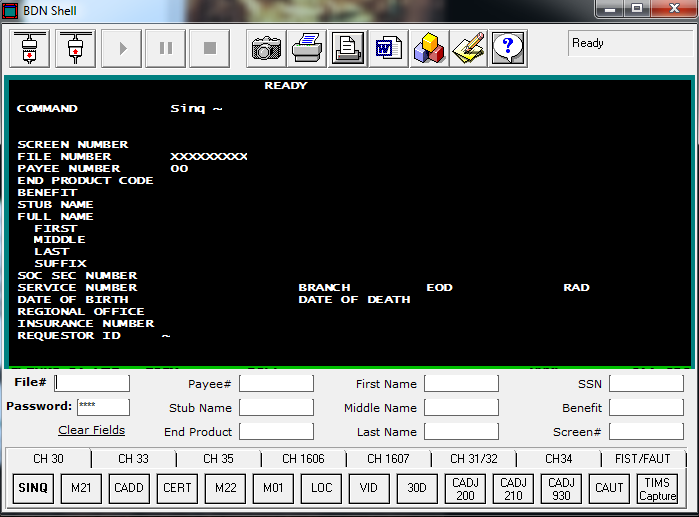 BDN Shell
Ready
READY
COMMAND Sinq ~
SCREEN NUMBER
FILE NUMBER XXXXXXXXX
PAYEE NUMBER 00
END PRODUCT CODE
BENEFIT
STUB NAME
FULL NAME
FIRST
MIDDLE
LAST
SUFFIX
SOC SEC NUMBER
SERVICE NUMBER BRANCH EOD RAD
DATE OF BIRTH DATE OF DEATH
REGIONAL OFFICE
INSURANCE NUMBER
REQUESTOR ID ~
File# Payee# First Name SSN
Password: **** Stub Name Middle Name Benefit
Clear Fields End Product Last Name Screen#
CH 30 CH 33 CH 35 CH 1606 CH 1607 CH 31/32 CH34 FIST/FAUT
SINQ M21 CADD CERT M22 M01 LOC VID 30D CADJ 200 CADJ 210 CADJ 930 CAUT TIMS Capture